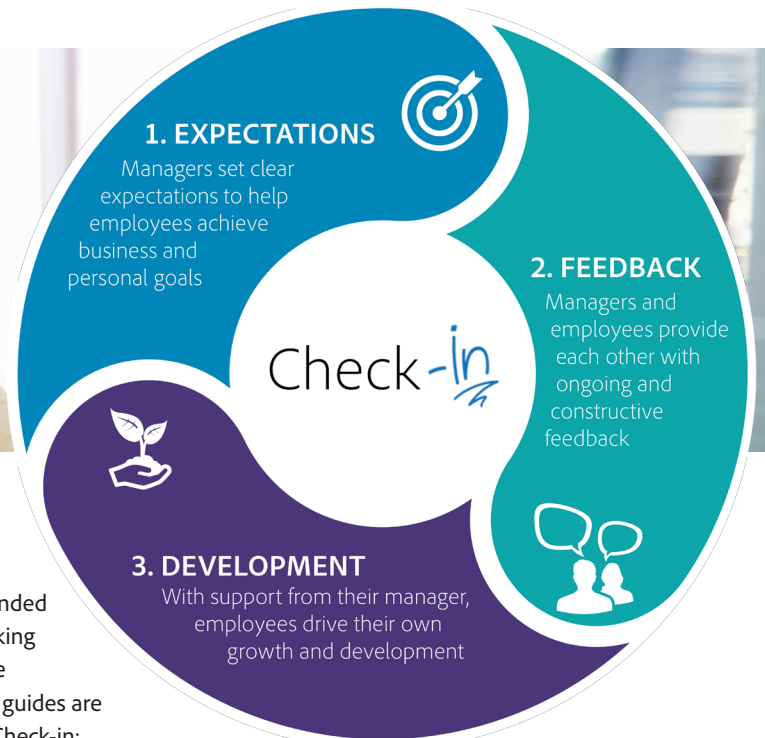 1. EXPECTATIONS
Managers set clear
expectations to help
employees achieve
business and
personal goals
2. FEEDBACK
Managers and
employees provide
each other with
ongoing and
constructive
feedback
Check-in
3. DEVELOPMENT
With support from their manager,
employees drive their own
growth and development
guides are
Check-in: